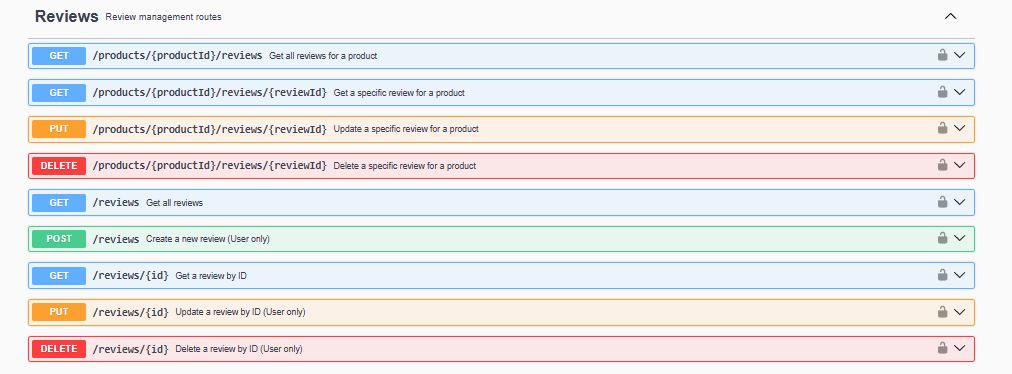 Reviews Review management routes
GET /products/{productId}/reviews Get all reviews for a product
GET /products/{productId}/reviews/{reviewId} Get a specific review for a product
PUT /products/{productId}/reviews/{reviewId} Update a specific review for a product
DELETE /products/{productId}/reviews/{reviewId} Delete a specific review for a product
GET /reviews Get all reviews
POST /reviews Create a new review (User only)
GET /reviews/{id} Get a review by ID
PUT /reviews/{id} Update a review by ID (User only)
DELETE /reviews/{id} Delete a review by ID (User only)